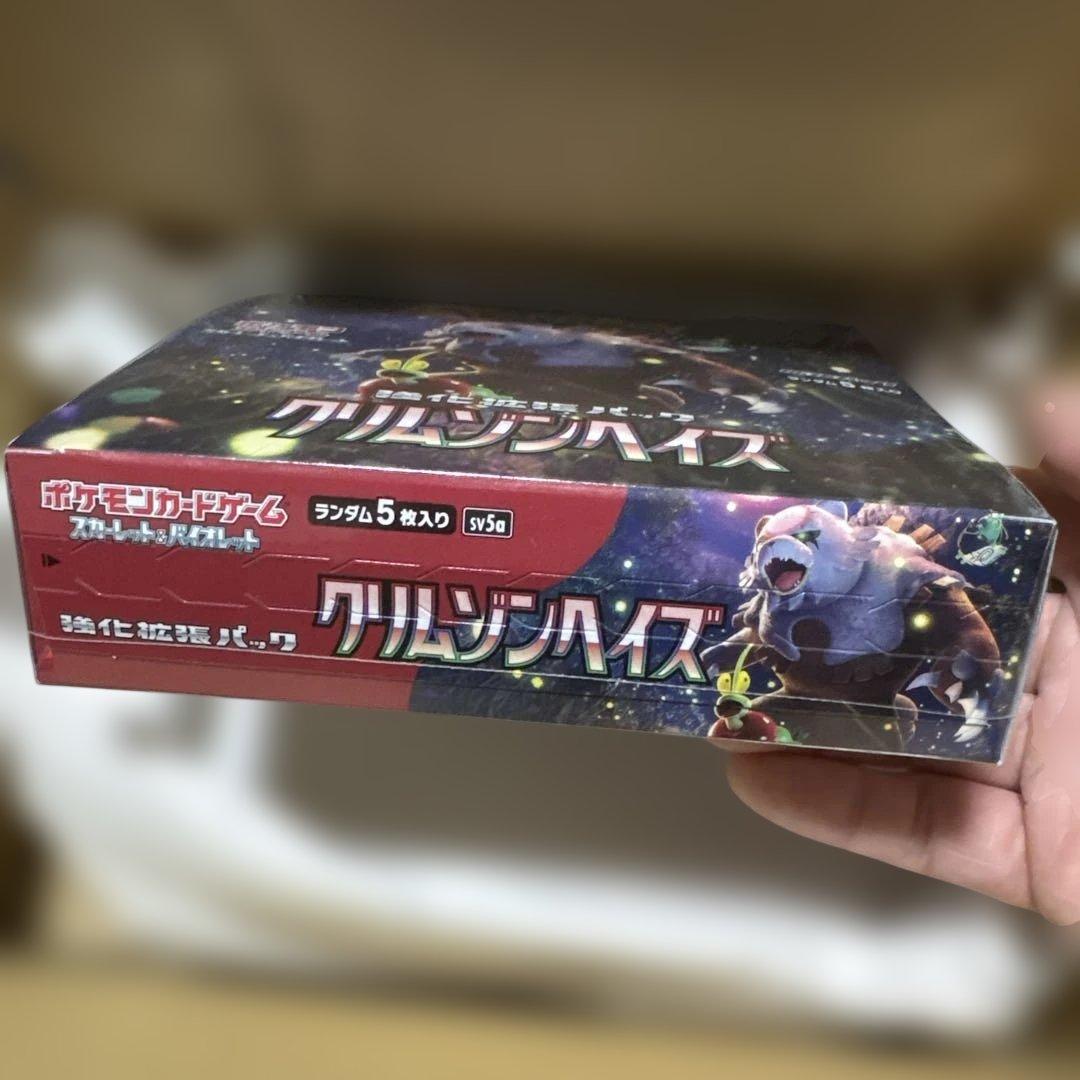 強化拡張パック
クリムゾンヘイズ
ポケモンカードゲーム
スカーレット&バイオレット
ランダム5枚入り
sv5a
強化拡張パック
クリムゾンヘイズ